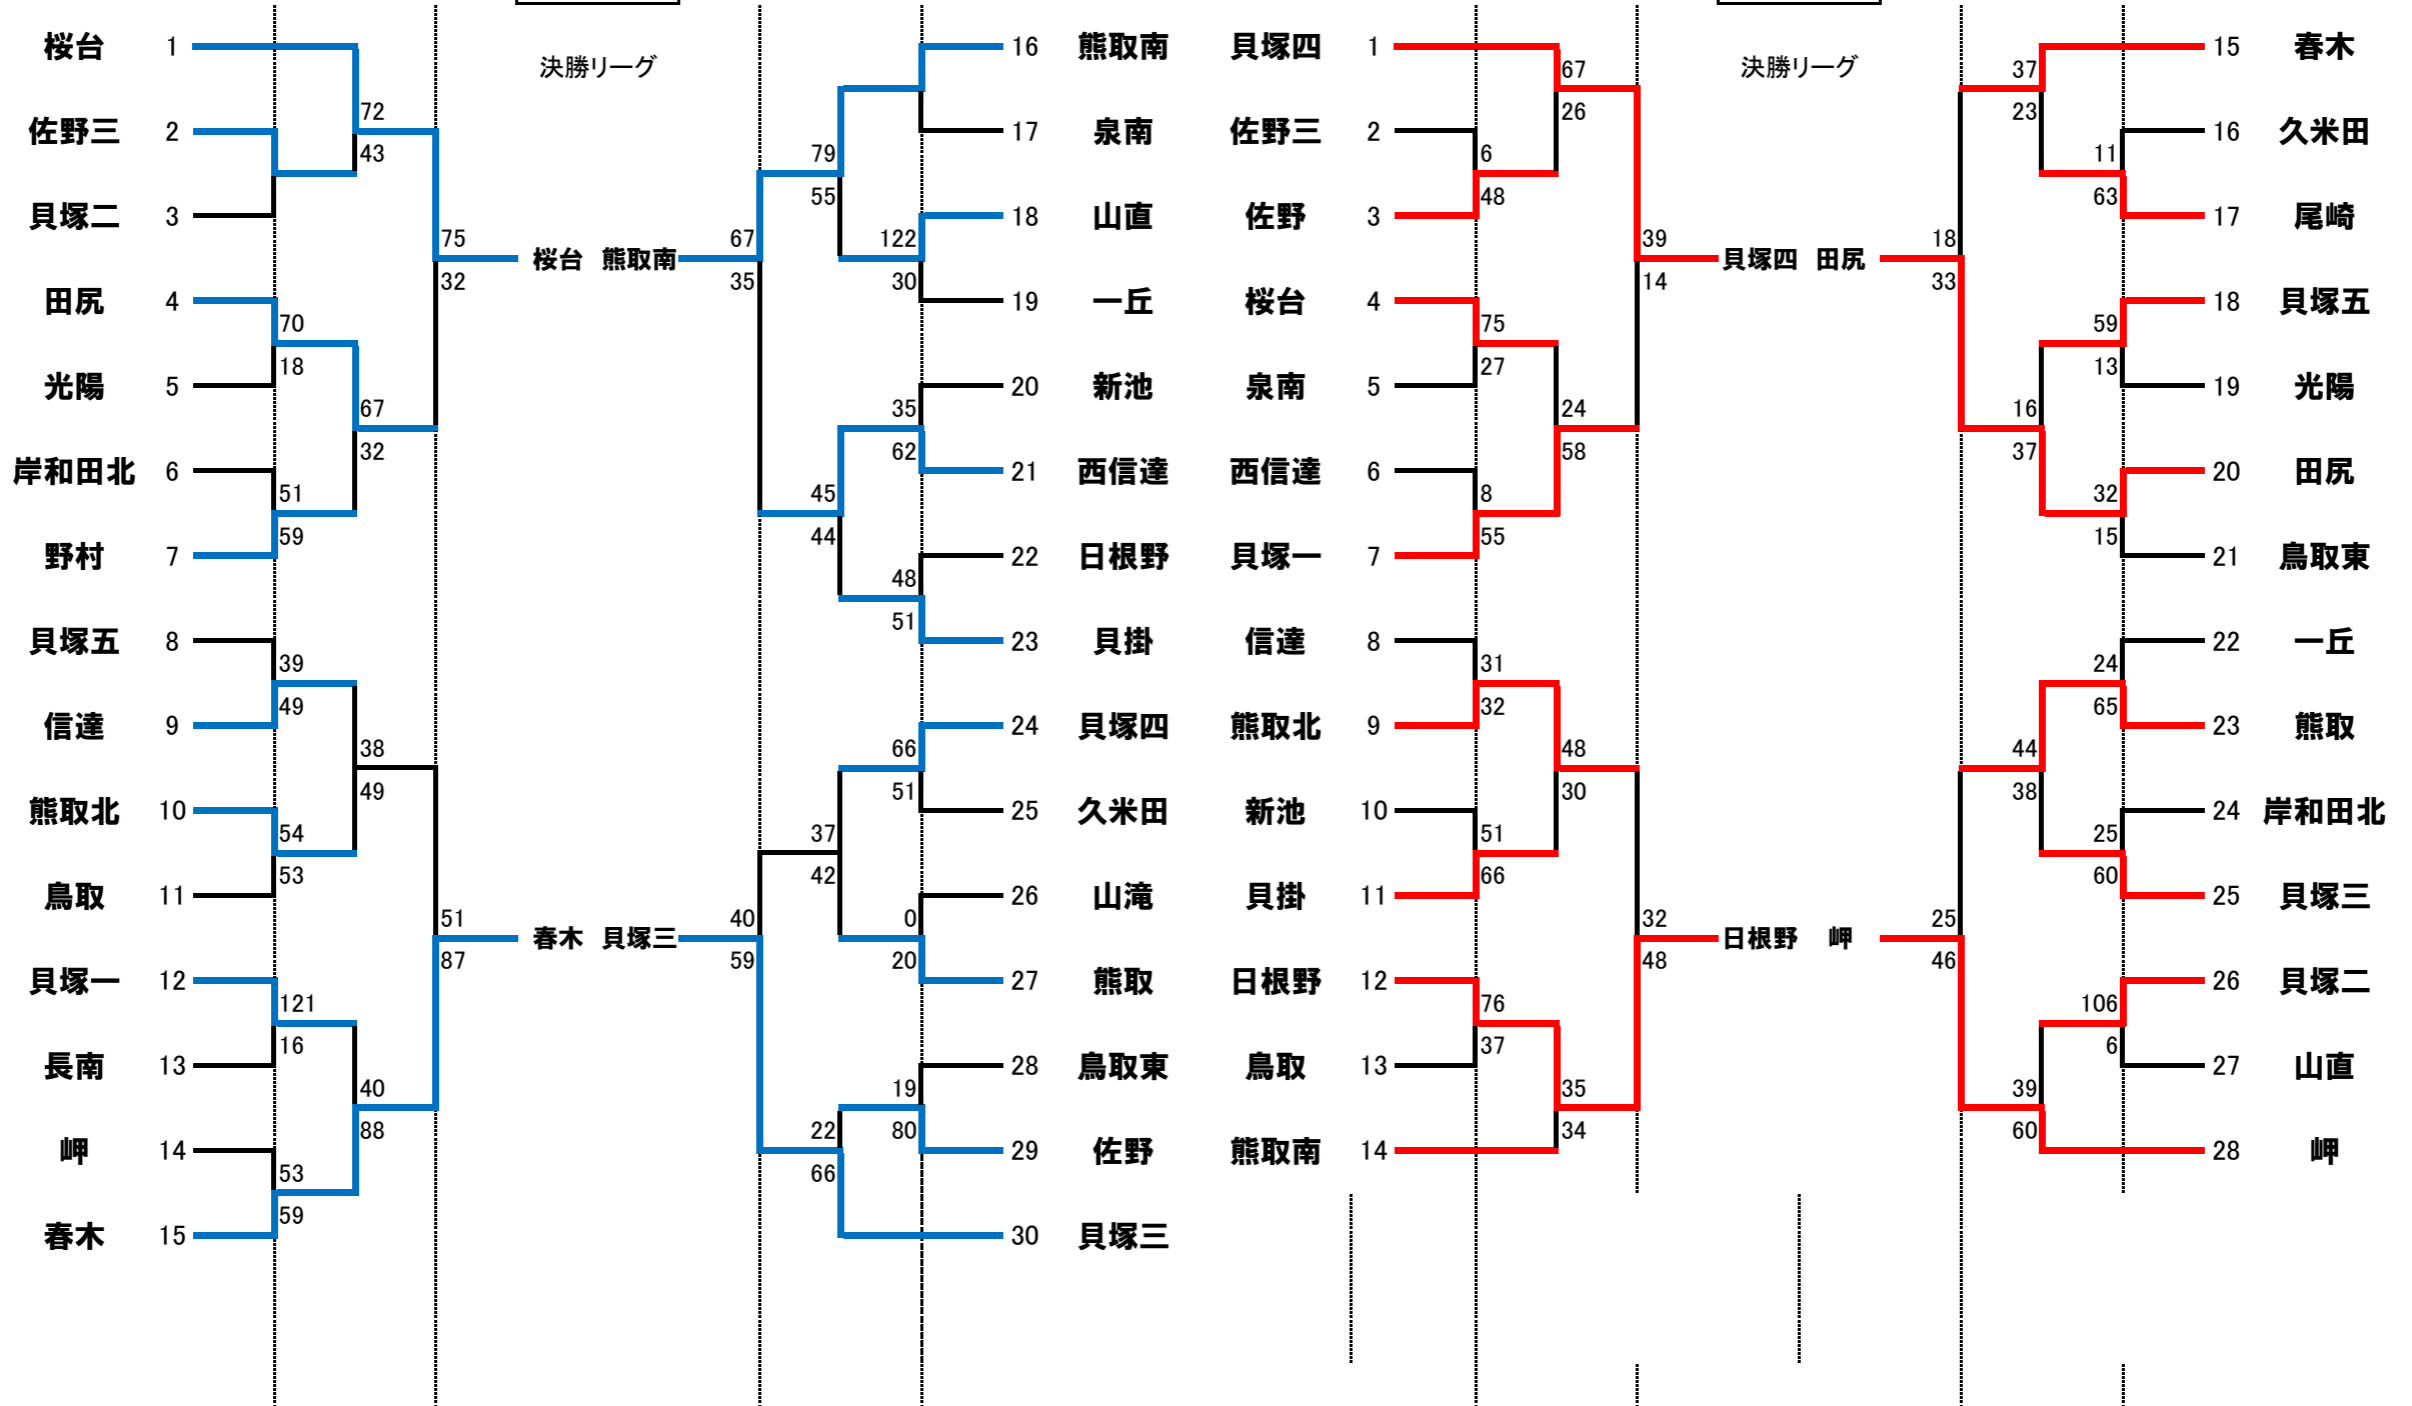 桜台 1 決勝リーグ 16 熊取南 貝塚四 1 決勝リーグ 15 春木
67 37
72 26 23
佐野三 2 17 泉南 佐野三 2 16 久米田
43 79 6 11
55 48 63
貝塚二 3 18 山直 佐野 3 17 尾崎
75 67 122 39 18
桜台 熊取南 貝塚四 田尻
32 35 30 14 33
田尻 4 19 一丘 桜台 4 18 貝塚五
70 75 59
18 27 13
光陽 5 20 新池 泉南 5 19 光陽
67 35 24 16
32 62 58 37
岸和田北 6 21 西信達 西信達 6 20 田尻
51 45 8 32
59 44 55 15
野村 7 22 日根野 貝塚一 7 21 鳥取東
48
51
貝塚五 8 23 貝掛 信達 8 22 一丘
39 31 24
49 32 65
信達 9 24 貝塚四 熊取北 9 23 熊取
38 66 48 44
49 51 30 38
熊取北 10 25 久米田 新池 10 24 岸和田北
54 37 51 25
53 42 66 60
鳥取 11 26 山滝 貝掛 11 25 貝塚三
51 40 0 32 25
春木 貝塚三 日根野 岬
87 59 20 48 46
貝塚一 12 27 熊取 日根野 12 26 貝塚二
121 76 106
16 37 6
長南 13 28 鳥取東 鳥取 13 27 山直
40 19 35 39
88 22 80 34 60
岬 14 29 佐野 熊取南 14 28 岬
53 66
59
春木 15 30 貝塚三